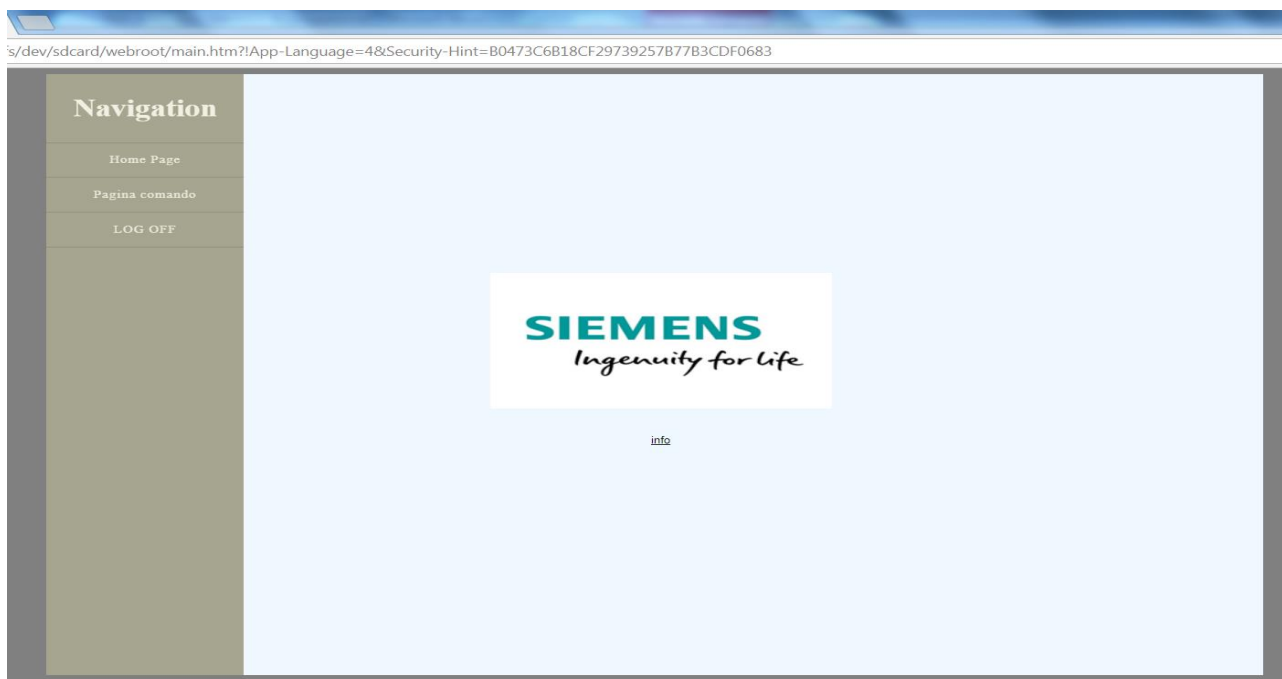 s/dev/sdcard/webroot/main.htm?!App-Language=4&Security-Hint=B0473C6B18CF29739257B77B3CDF0683
Navigation
Home Page
Pagina comando
LOG OFF
SIEMENS
Ingenuity for life
info